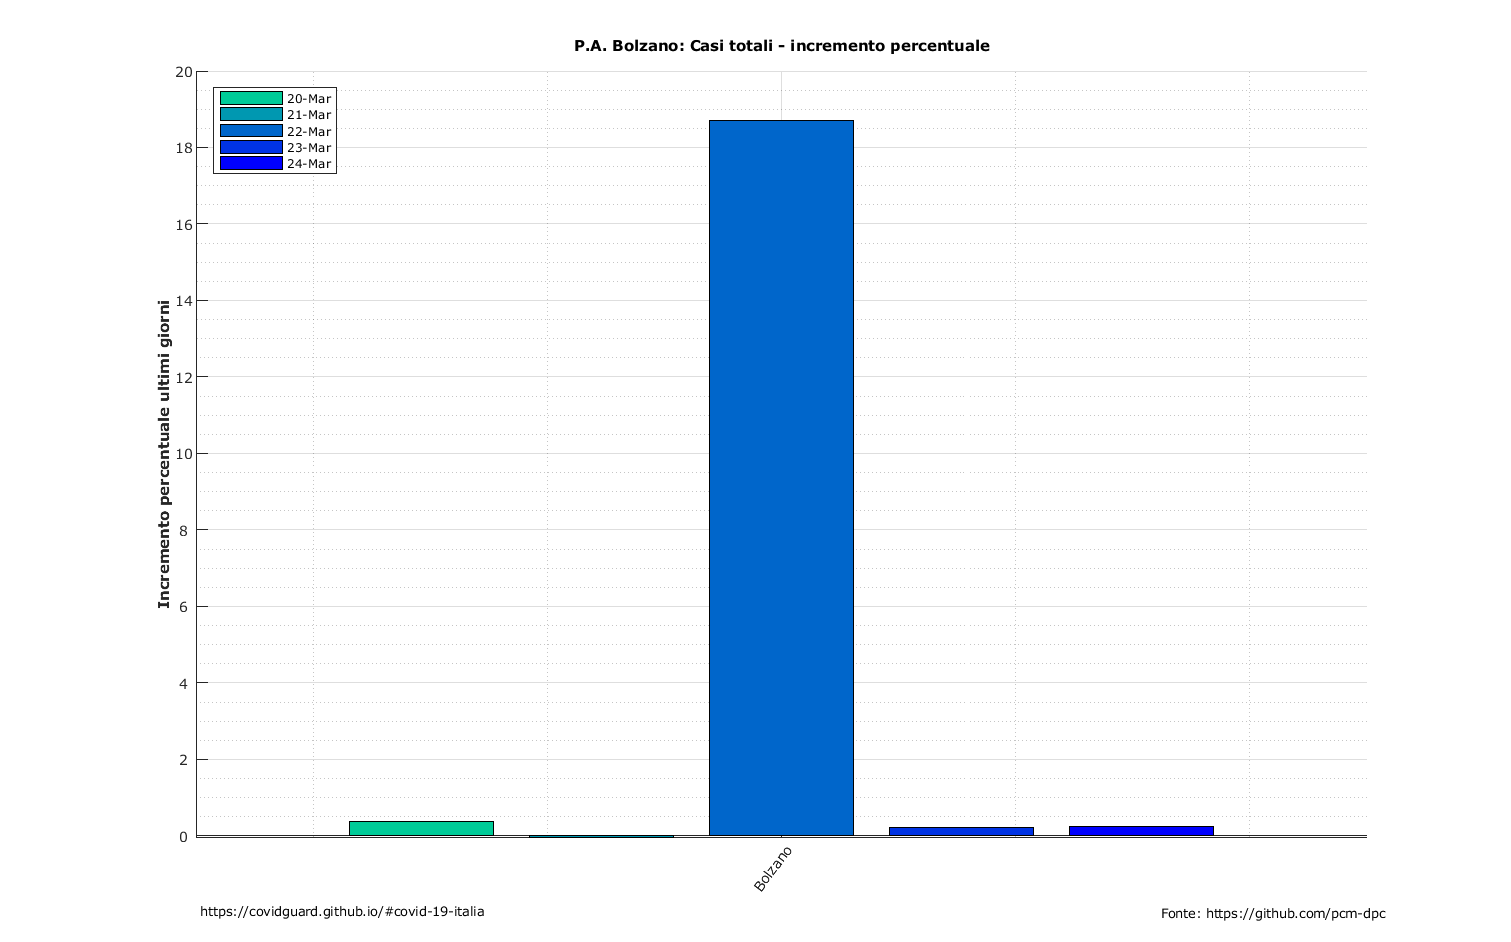 P.A. Bolzano: Casi totali - incremento percentuale
20
18
16
14
12
10
8
6
4
2
0
Incremento percentuale ultimi giorni
20-Mar
21-Mar
22-Mar
23-Mar
24-Mar
Bolzano
https://covidguard.github.io/#covid-19-italia
Fonte: https://github.com/pcm-dpc